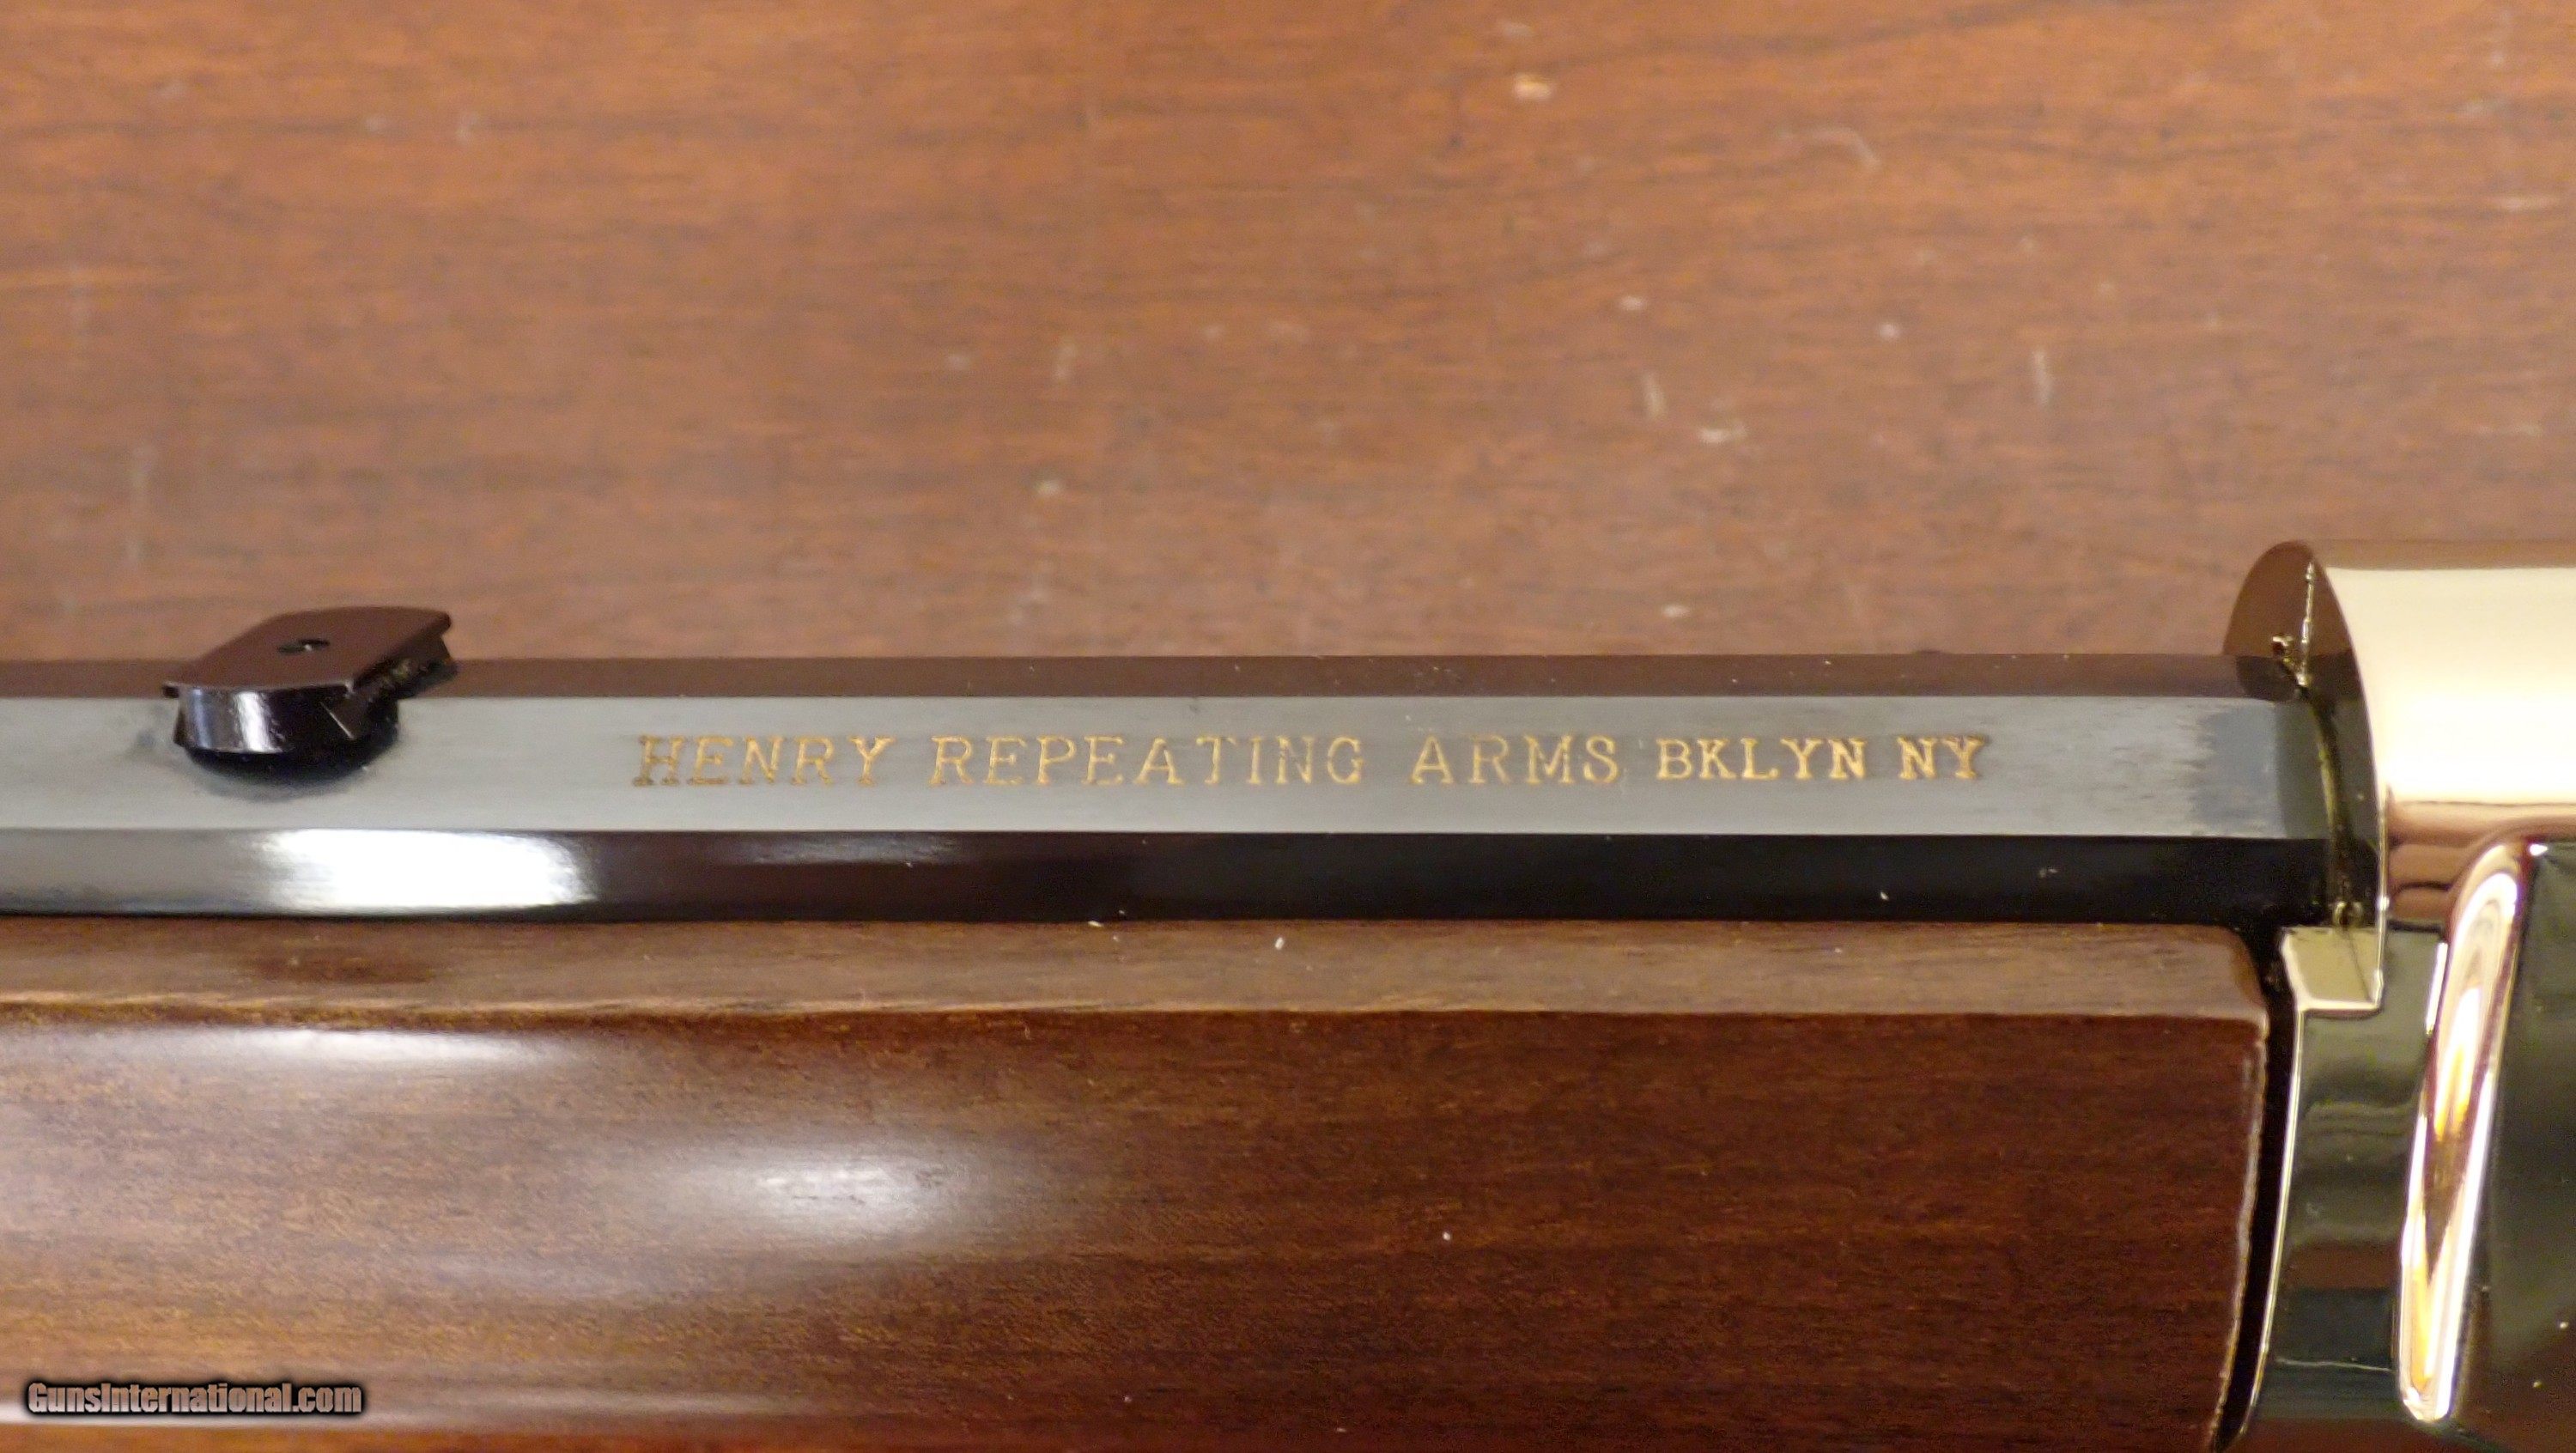 HENRY REPEATING ARMS BKLYN NY
GunsInternational.com